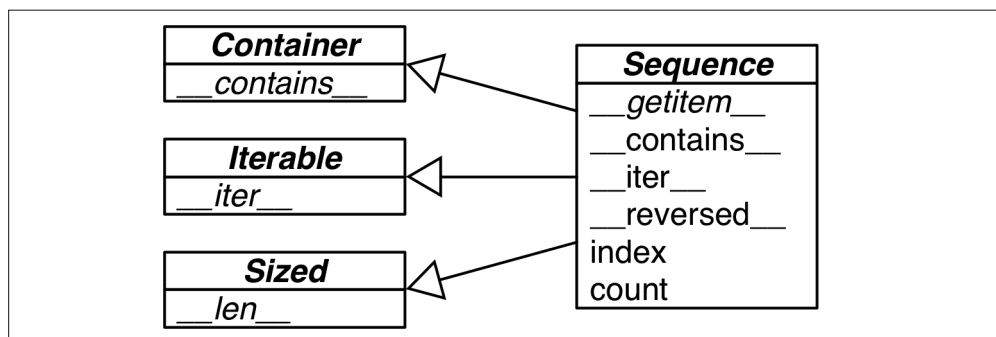 Container
__contains__
Iterable
__iter__
Sized
__len__
Sequence
__getitem__
__contains__
__iter__
__reversed__
index
count